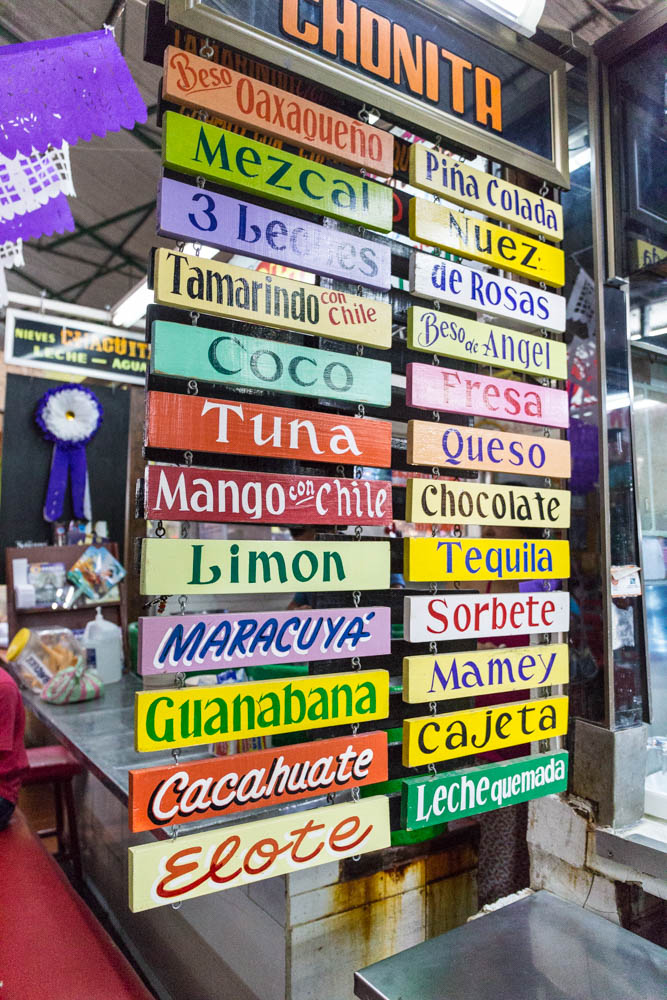 CHONITA
Beso Oaxaqueño
Mezcal
3 Leches
Tamarindo con Chile
Coco
Tuna
Mango con Chile
Limon
MARACUYÁ
Guanabana
Cacahuate
Elote
Piña Colada
Nuez
de Rosas
Beso de Angel
Fresa
Queso
Chocolate
Tequila
Sorbete
Mamey
Cajeta
Leche quemada
NIEVES CHAGÜITA
LECHE — AGUA